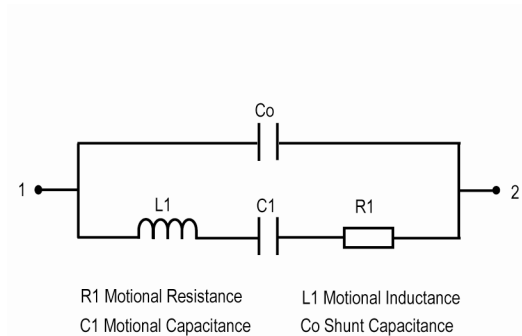 Co
1
2
L1 C1 R1
R1 Motional Resistance L1 Motional Inductance
C1 Motional Capacitance Co Shunt Capacitance